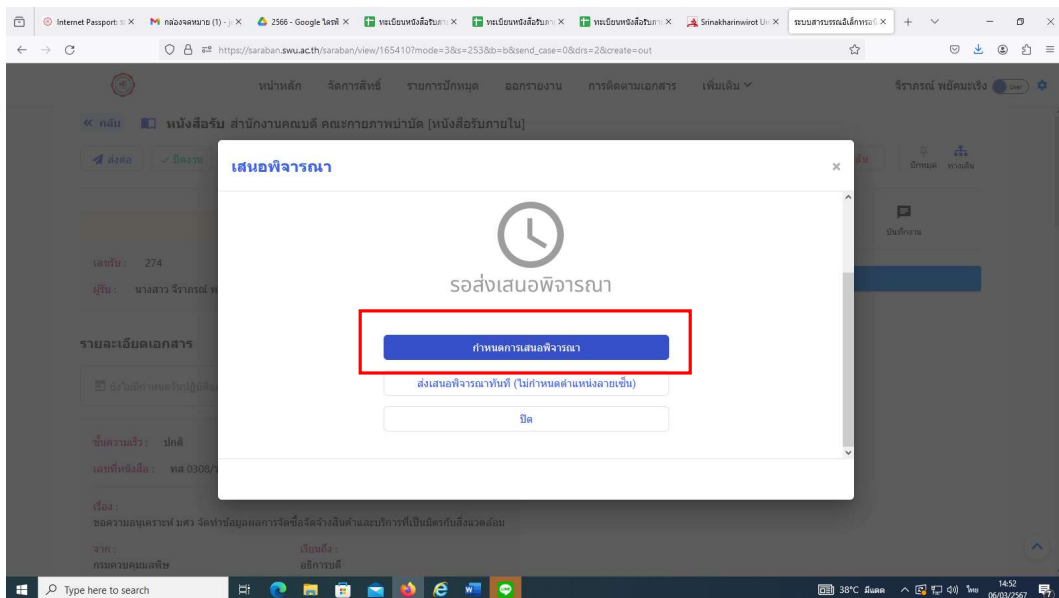 Internet Passport: ร
กล่องจดหมาย (1) - ji
2566 - Google ไดรฟ์
ทะเบียนหนังสือรับภา
ทะเบียนหนังสือรับภา
ทะเบียนหนังสือรับภา
Srinakharinwirot Un
ระบบสารบรรณอิเล็กทรอนิ
https://saraban.swu.ac.th/saraban/view/165410?mode=3&s=253&b=b&send_case=0&drs=2&create=out
หน้าหลัก จัดการสิทธิ์ รายการปักหมุด ออกรายงาน การติดตามเอกสาร เพิ่มเติม
จิราภรณ์ พยัคมะเริง User
« กลับ หนังสือรับ สำนักงานคณบดี คณะกายภาพบำบัด [หนังสือรับภายใน]
ส่งต่อ ปิดงาน
ปักหมุด ทางเดิน
เสนอพิจารณา ×
บันทึกงาน
เลขรับ : 274
ผู้รับ : นางสาว จิราภรณ์ พ
รอส่งเสนอพิจารณา
กำหนดการเสนอพิจารณา
รายละเอียดเอกสาร
ส่งเสนอพิจารณาทันที (ไม่กำหนดตำแหน่งลายเซ็น)
ปิด
ชั้นความเร็ว : ปกติ
เลขที่หนังสือ : ทส 0308/ว
เรื่อง :
ขอความอนุเคราะห์ มศว จัดทำข้อมูลผลการจัดซื้อจัดจ้างสินค้าและบริการที่เป็นมิตรกับสิ่งแวดล้อม
จาก : เรียนถึง :
กรมควบคุมมลพิษ อธิการบดี
Type here to search
38°C มีแดด
ไทย
14:52
06/03/2567